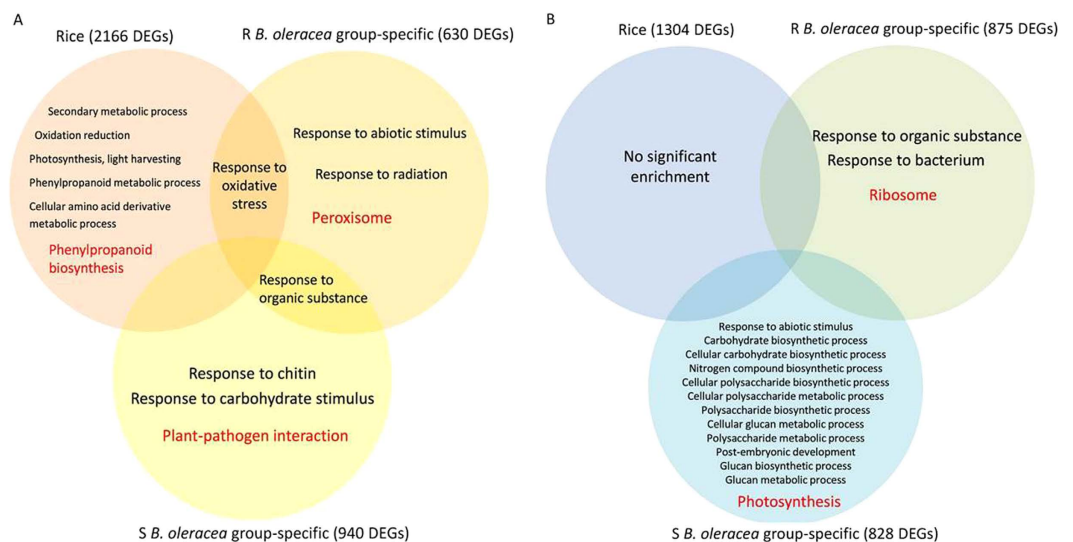 A
Rice (2166 DEGs)
R B. oleracea group-specific (630 DEGs)
Secondary metabolic process
Oxidation reduction
Photosynthesis, light harvesting
Phenylpropanoid metabolic process
Cellular amino acid derivative
metabolic process
Phenylpropanoid
biosynthesis
Response to
oxidative
stress
Response to abiotic stimulus
Response to radiation
Peroxisome
Response to
organic substance
Response to chitin
Response to carbohydrate stimulus
Plant-pathogen interaction
S B. oleracea group-specific (940 DEGs)
B
Rice (1304 DEGs)
R B. oleracea group-specific (875 DEGs)
No significant
enrichment
Response to organic substance
Response to bacterium
Ribosome
Response to abiotic stimulus
Carbohydrate biosynthetic process
Cellular carbohydrate biosynthetic process
Nitrogen compound biosynthetic process
Cellular polysaccharide biosynthetic process
Cellular polysaccharide metabolic process
Polysaccharide biosynthetic process
Cellular glucan metabolic process
Polysaccharide metabolic process
Post-embryonic development
Glucan biosynthetic process
Glucan metabolic process
Photosynthesis
S B. oleracea group-specific (828 DEGs)